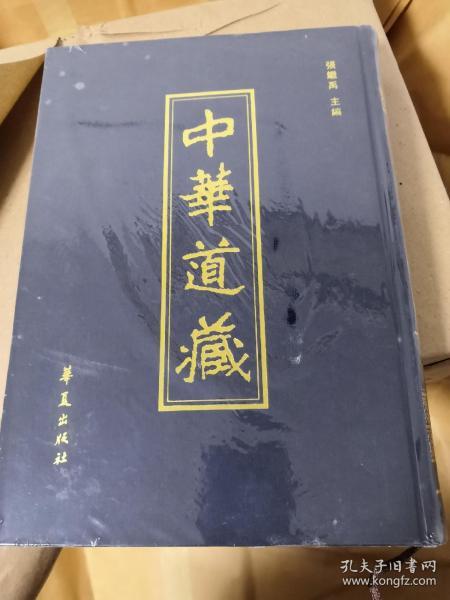 張繼禹 主編
中華道藏
華夏出版社
孔夫子旧书网
www.kongfz.com